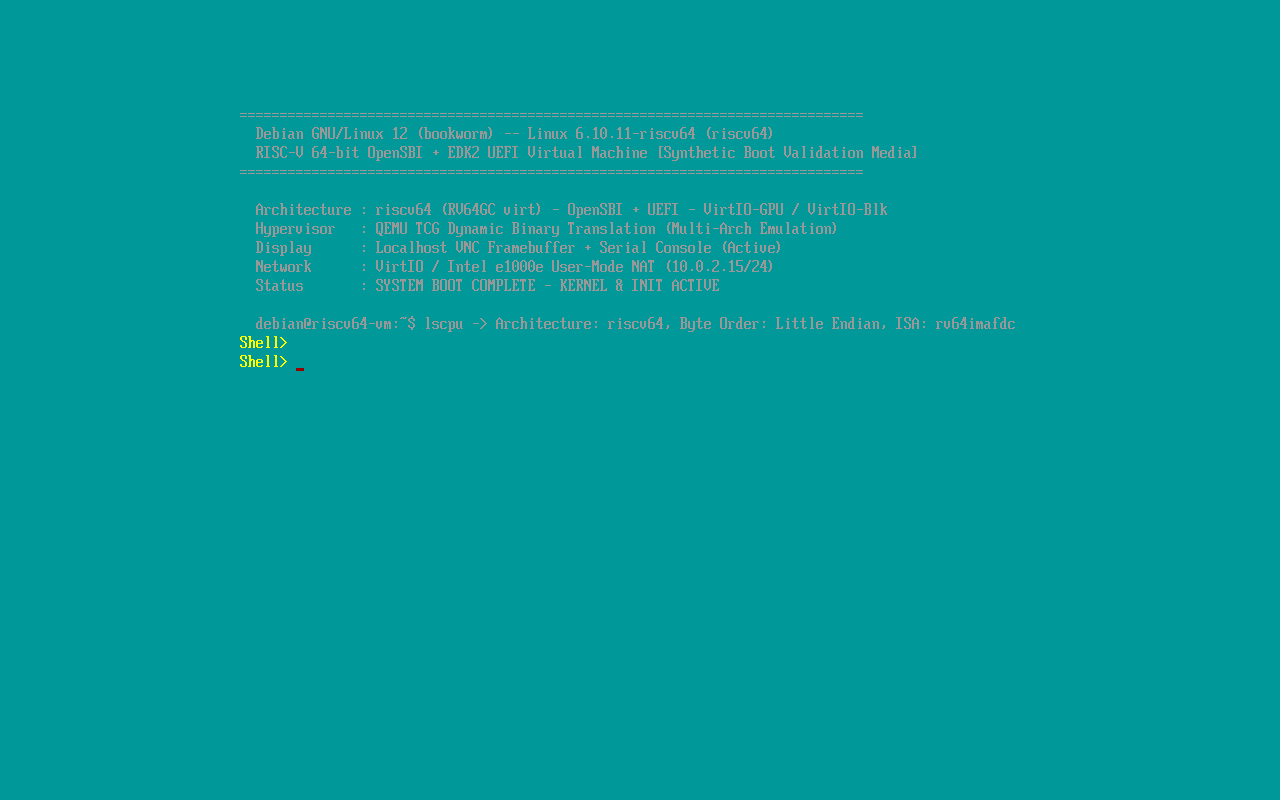 ==============================================================================
Debian GNU/Linux 12 (bookworm) -- Linux 6.10.11-riscv64 (riscv64)
RISC-V 64-bit OpenSBI + EDK2 UEFI Virtual Machine [Synthetic Boot Validation Media]
==============================================================================
Architecture : riscv64 (RV64GC virt) - OpenSBI + UEFI - VirtIO-GPU / VirtIO-Blk
Hypervisor   : QEMU TCG Dynamic Binary Translation (Multi-Arch Emulation)
Display      : Localhost VNC Framebuffer + Serial Console (Active)
Network      : VirtIO / Intel e1000e User-Mode NAT (10.0.2.15/24)
Status       : SYSTEM BOOT COMPLETE - KERNEL & INIT ACTIVE
debian@riscv64-vm:~$ lscpu -> Architecture: riscv64, Byte Order: Little Endian, ISA: rv64imafdc
Shell>
Shell> _